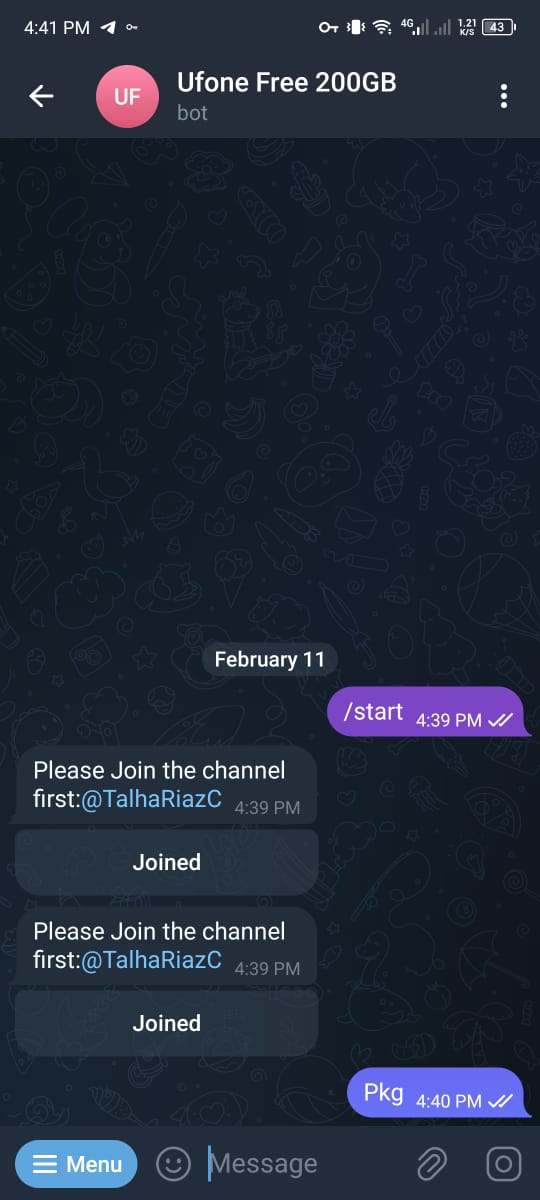 4:41 PM
4G
1.21
K/S
43
UF
Ufone Free 200GB
bot
February 11
/start 4:39 PM
Please Join the channel
first:@TalhaRiazC 4:39 PM
Joined
Please Join the channel
first:@TalhaRiazC 4:39 PM
Joined
Pkg 4:40 PM
Menu
Message